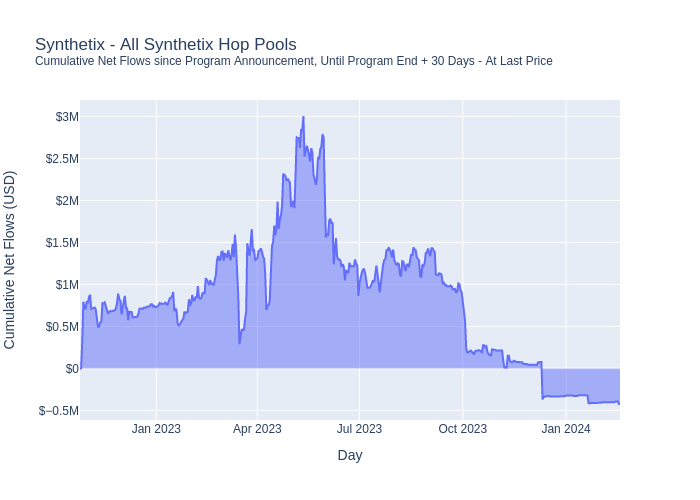 Synthetix - All Synthetix Hop Pools
Cumulative Net Flows since Program Announcement, Until Program End + 30 Days - At Last Price
Cumulative Net Flows (USD)
$3M
$2.5M
$2M
$1.5M
$1M
$0.5M
$0
$−0.5M
Jan 2023
Apr 2023
Jul 2023
Oct 2023
Jan 2024
Day